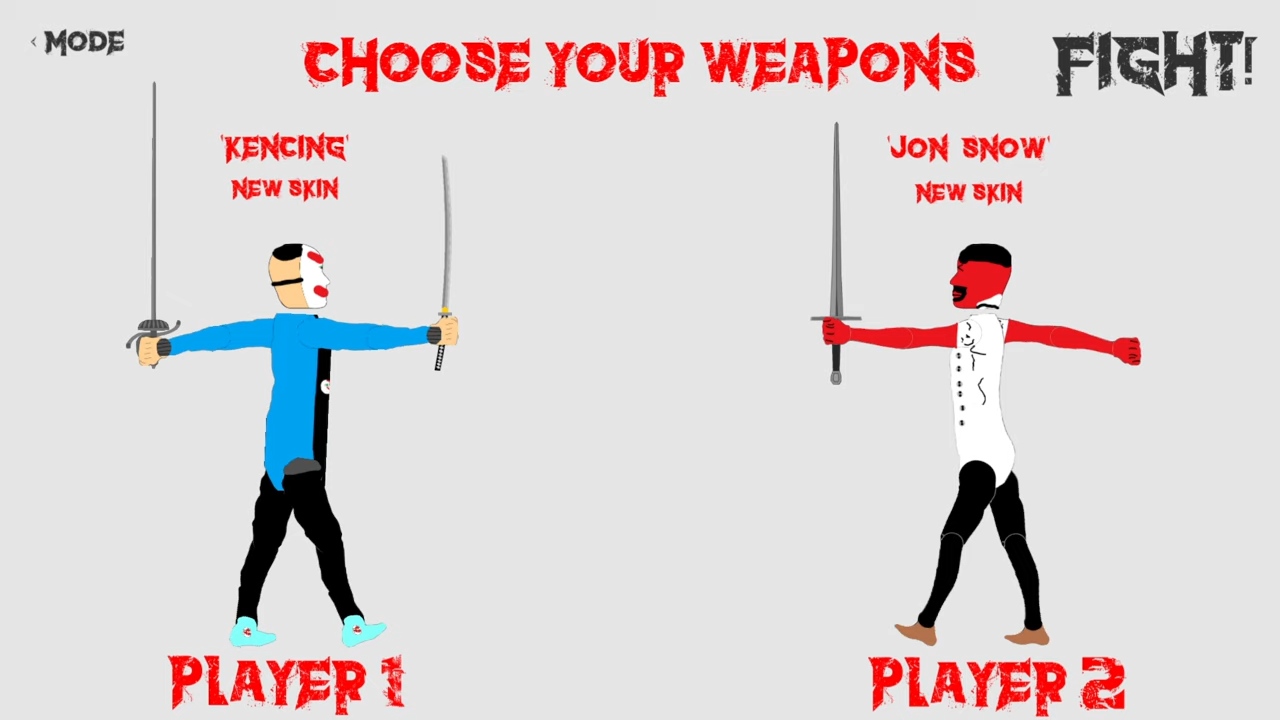 ‹ MODE
CHOOSE YOUR WEAPONS
FIGHT!
'KENCING'
NEW SKIN
'JON SNOW'
NEW SKIN
PLAYER 1
PLAYER 2